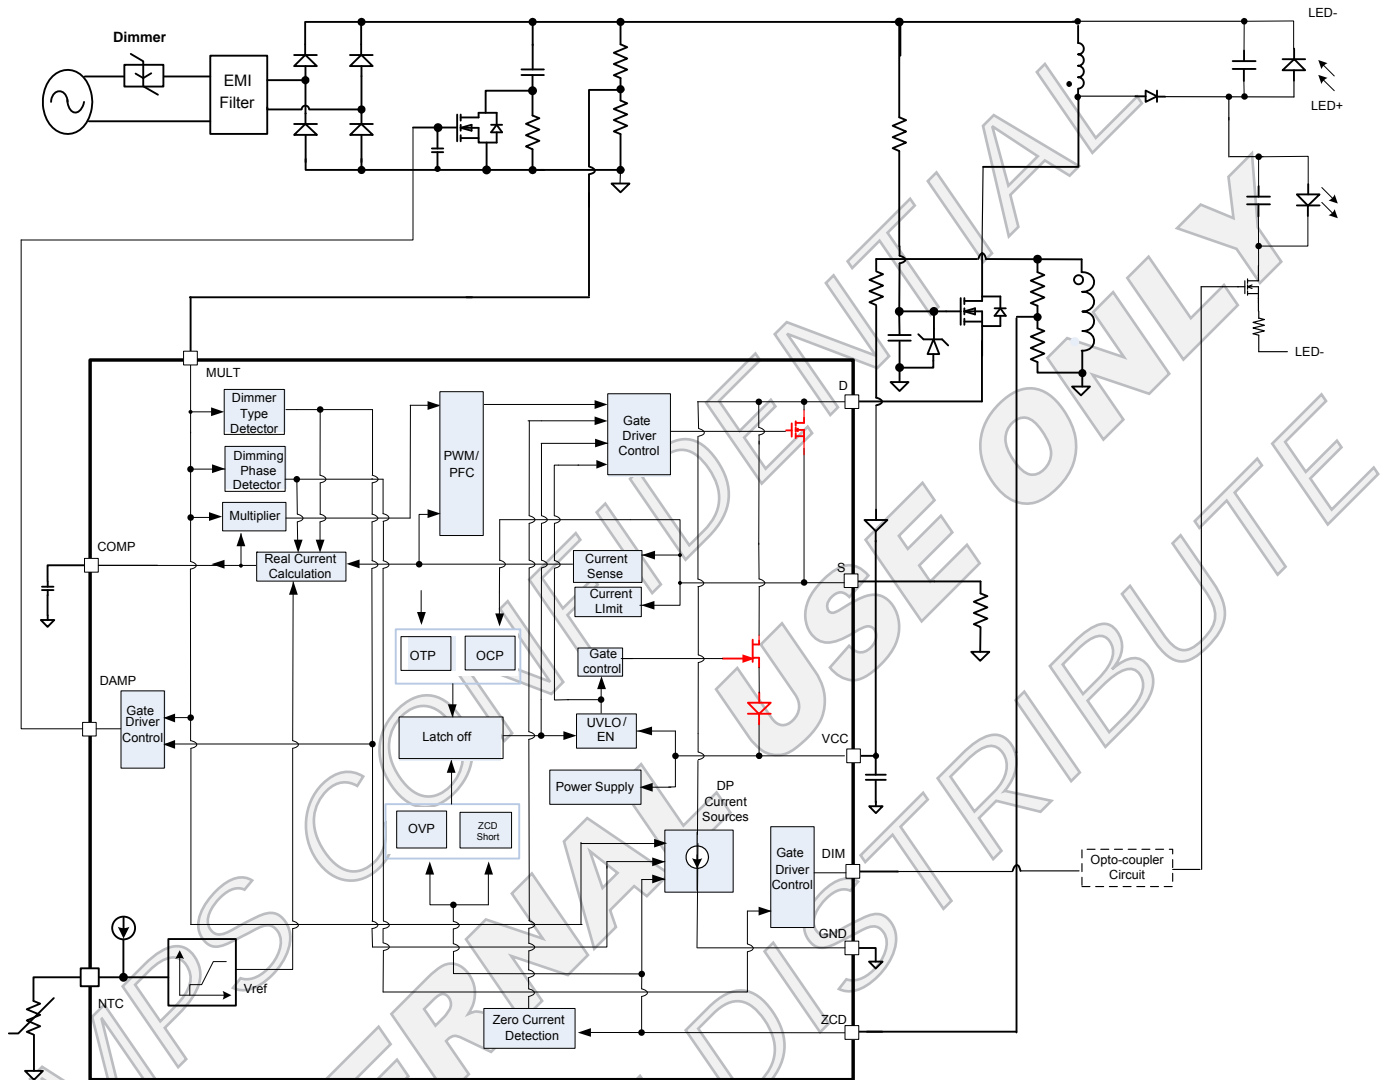 LED-
Dimmer
EMI
Filter
LED+
LED-
MULT
D
Dimmer
Type
Detector
Gate
Driver
Control
Dimming
Phase
Detector
PWM/
PFC
Multiplier
COMP
Real Current
Calculation
Current
Sense
S
Current
LImit
OTP
OCP
Gate
control
DAMP
Gate
Driver
Control
Latch off
UVLO /
EN
VCC
Power Supply
DP
Current
Sources
OVP
ZCD
Short
Gate
Driver
Control
DIM
Opto-coupler
Circuit
GND
Vref
NTC
Zero Current
Detection
ZCD
MPS CONFIDENTIAL
ERNAL USE ONLY
DISTRIBUTE